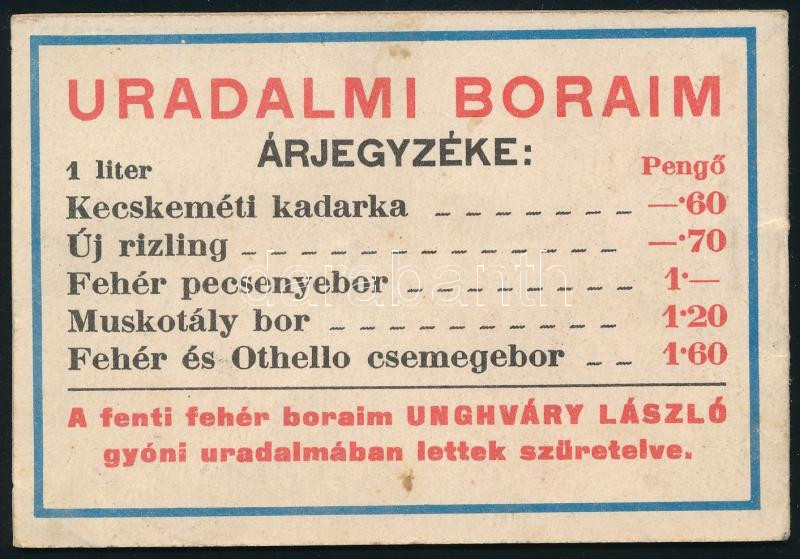 URADALMI BORAIM
ÁRJEGYZÉKE:
1 liter Pengő
Kecskeméti kadarka —·60
Új rizling —·70
Fehér pecsenyebor 1·—
Muskotály bor 1·20
Fehér és Othello csemegebor 1·60
A fenti fehér boraim UNGHVÁRY LÁSZLÓ
gyóni uradalmában lettek szüretelve.
darabanth